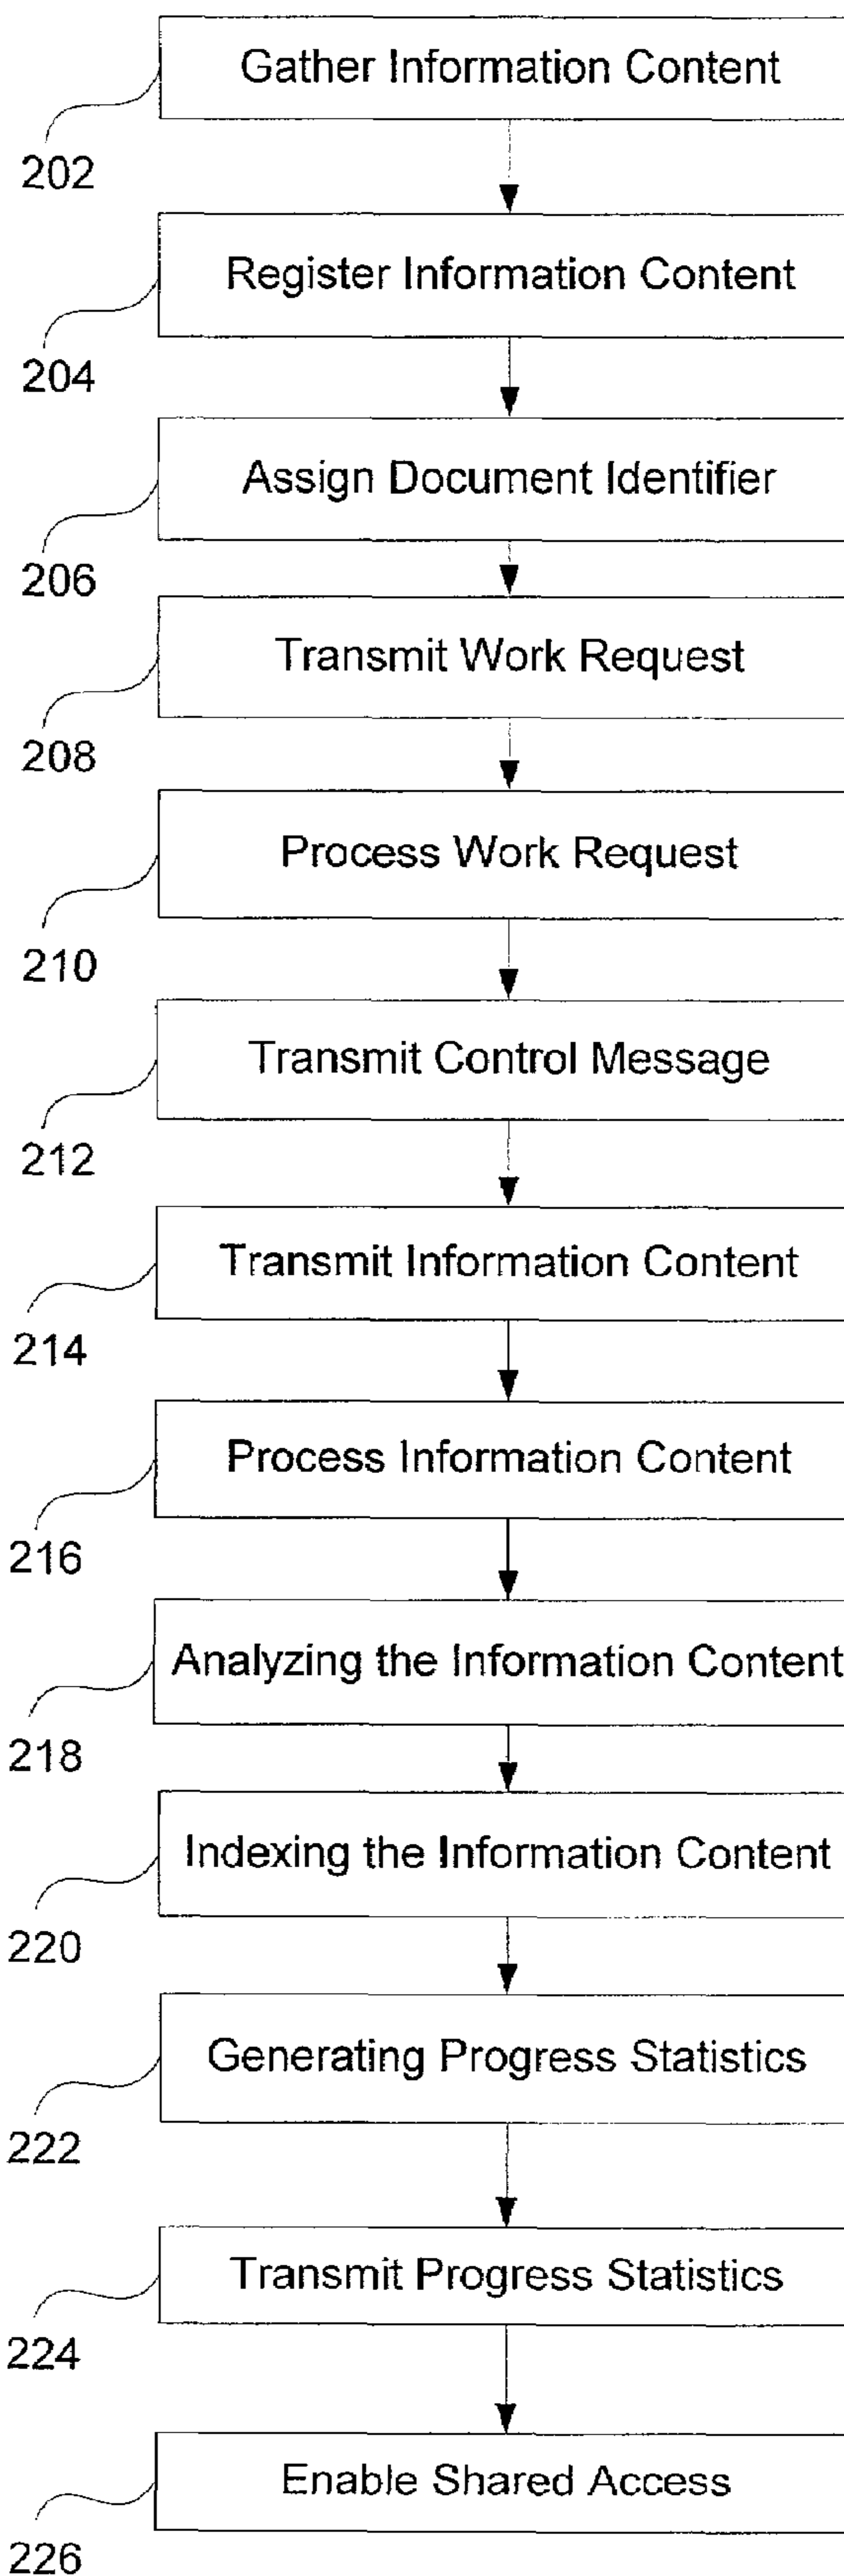 Gather Information Content
202
Register Information Content
204
Assign Document Identifier
206
Transmit Work Request
208
Process Work Request
210
Transmit Control Message
212
Transmit Information Content
214
Process Information Content
216
Analyzing the Information Content
218
Indexing the Information Content
220
Generating Progress Statistics
222
Transmit Progress Statistics
224
Enable Shared Access
226